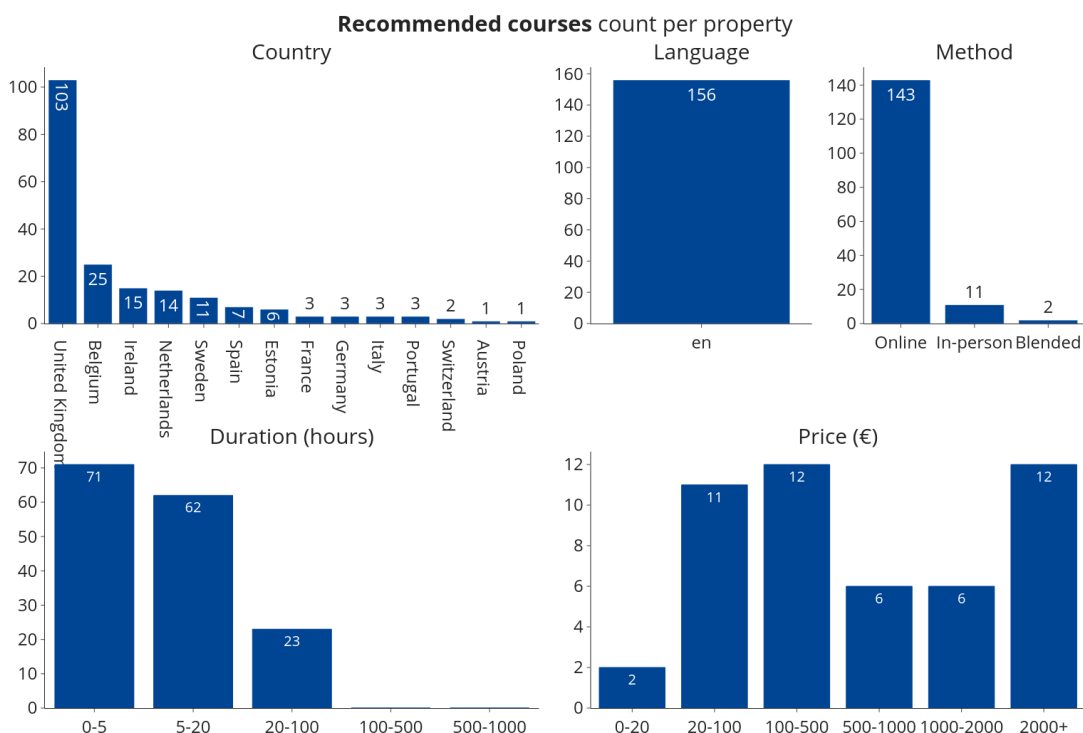 Recommended courses count per property
Country
100
80
60
40
20
0
103
25
15
14
11
7
6
3
3
3
3
2
1
1
United Kingdom
Belgium
Ireland
Netherlands
Sweden
Spain
Estonia
France
Germany
Italy
Portugal
Switzerland
Austria
Poland
Language
160
140
120
100
80
60
40
20
0
156
en
Method
140
120
100
80
60
40
20
0
143
11
2
Online In-person Blended
Duration (hours)
70
60
50
40
30
20
10
0
71
62
23
0-5 5-20 20-100 100-500 500-1000
Price (€)
12
10
8
6
4
2
0
2
11
12
6
6
12
0-20 20-100 100-500 500-1000 1000-2000 2000+